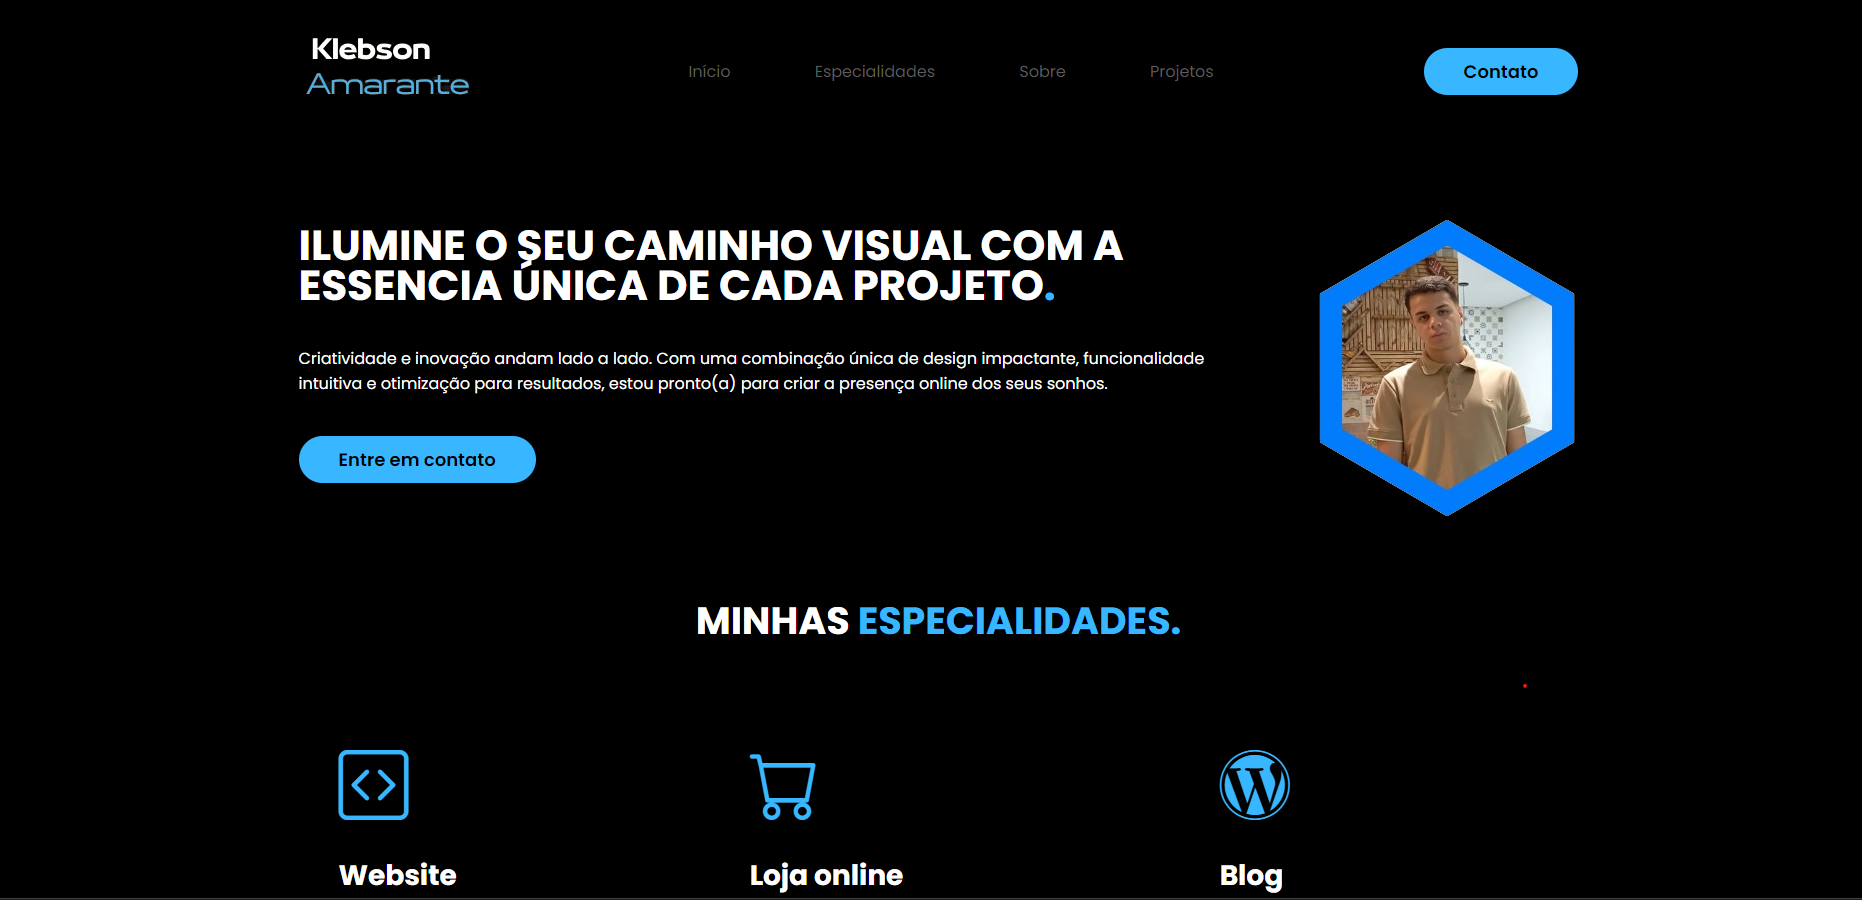 Klebson
Amarante
Início
Especialidades
Sobre
Projetos
Contato
ILUMINE O SEU CAMINHO VISUAL COM A
ESSENCIA ÚNICA DE CADA PROJETO.
Criatividade e inovação andam lado a lado. Com uma combinação única de design impactante, funcionalidade
intuitiva e otimização para resultados, estou pronto(a) para criar a presença online dos seus sonhos.
Entre em contato
MINHAS ESPECIALIDADES.
Website
Loja online
Blog